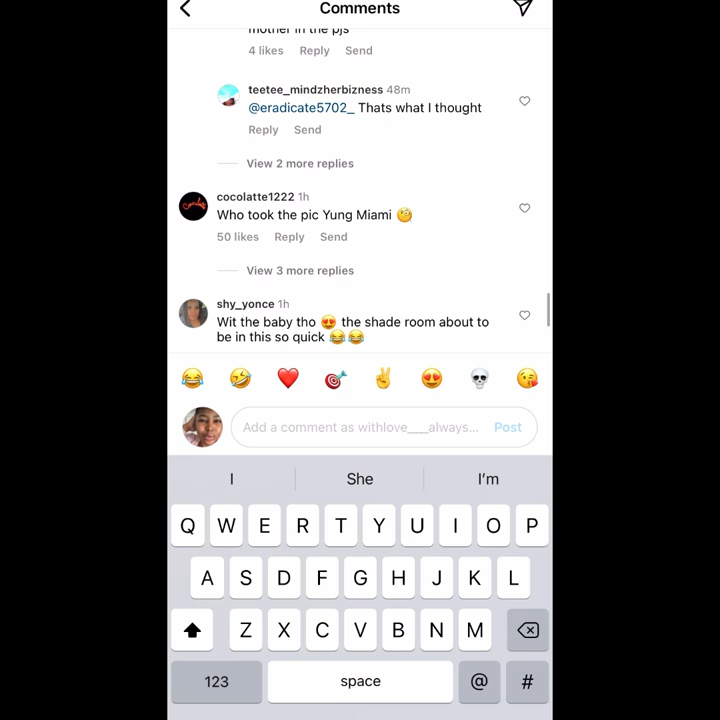 Comments
mother in the pjs
4 likes Reply Send
teetee_mindzherbizness 48m
@eradicate5702_ Thats what I thought
Reply Send
View 2 more replies
cocolatte1222 1h
Who took the pic Yung Miami 🧐
50 likes Reply Send
View 3 more replies
shy_yonce 1h
Wit the baby tho 😍 the shade room about to
be in this so quick 😂😂
Add a comment as withlove___always... Post
I She I'm
Q W E R T Y U I O P
A S D F G H J K L
Z X C V B N M
123 space @ #